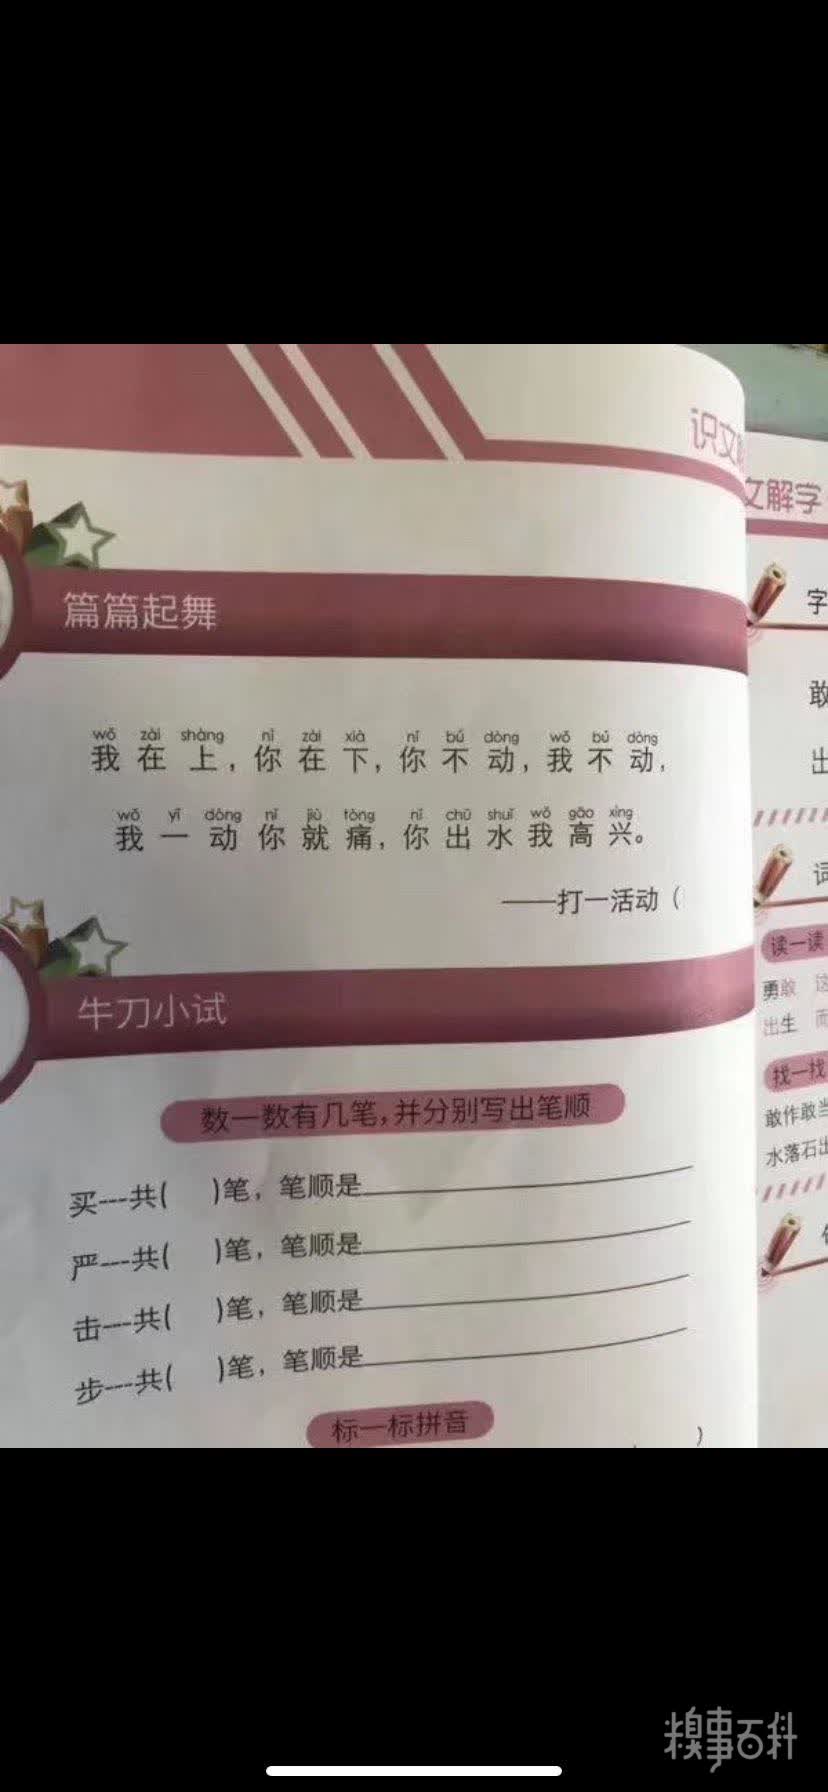 识文
文解字
篇篇起舞
字
wǒ zài shàng nǐ zài xià nǐ bú dòng wǒ bú dòng
我在上，你在下，你不动，我不动，
敢
出
wǒ yī dòng nǐ jiù tòng nǐ chū shuǐ wǒ gāo xìng
我一动你就痛，你出水我高兴。
——打一活动（
词
读一读
勇敢
出生 而
找一找
敢作敢当
水落石出
牛刀小试
数一数有几笔，并分别写出笔顺
买---共( )笔，笔顺是
严---共( )笔，笔顺是
击---共( )笔，笔顺是
步---共( )笔，笔顺是
标一标拼音
)
糗事百科